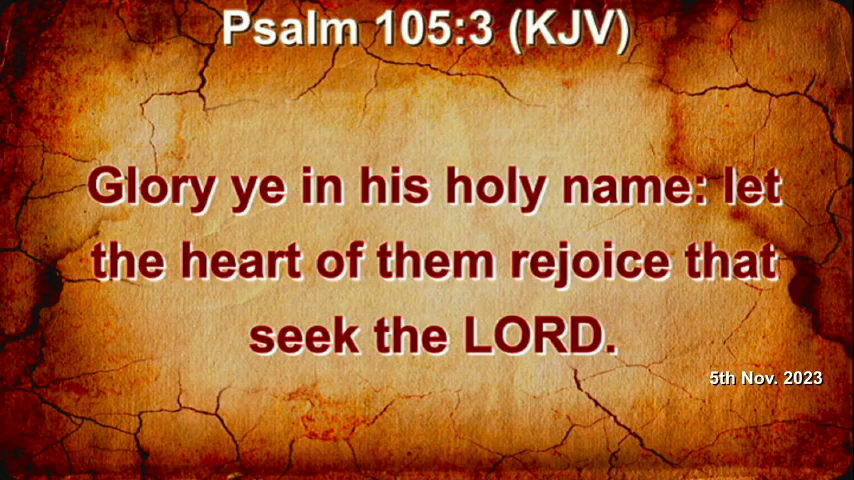 Psalm 105:3 (KJV)
Glory ye in his holy name: let
the heart of them rejoice that
seek the LORD.
5th Nov. 2023